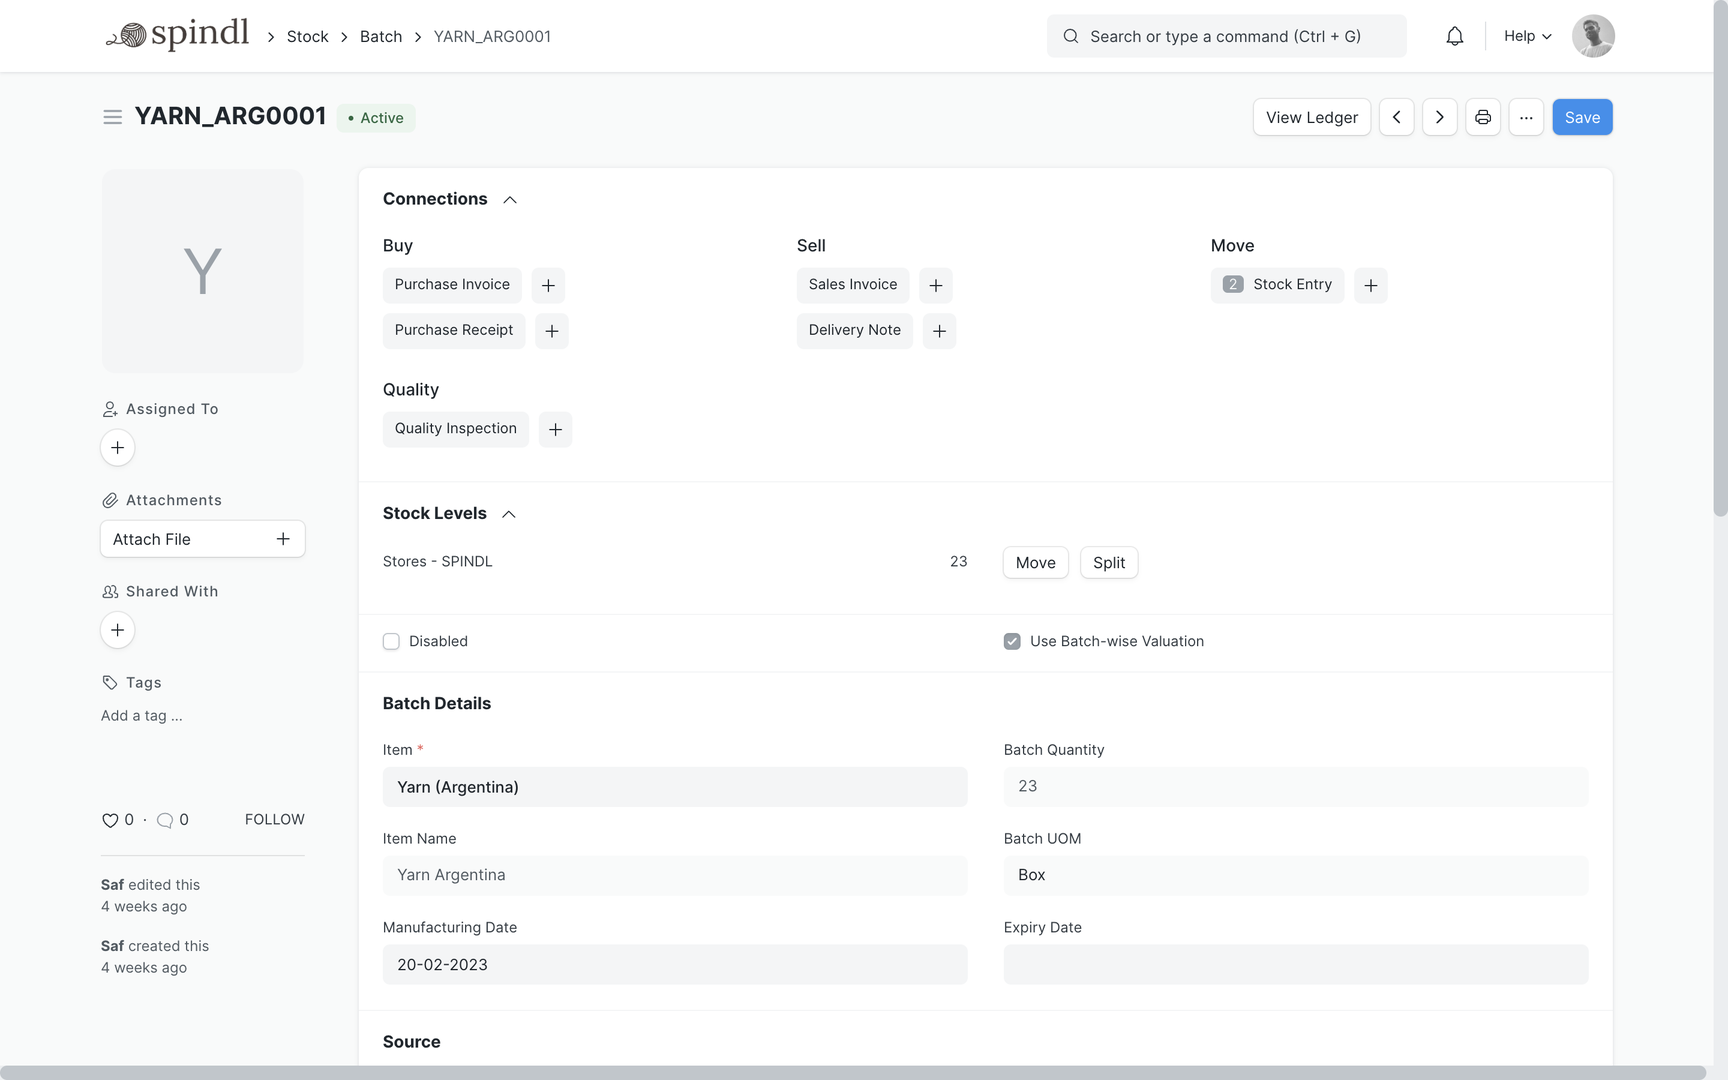 spindl
Stock
Batch
YARN_ARG0001
Search or type a command (Ctrl + G)
Help
YARN_ARG0001
Active
View Ledger
...
Save
Y
Assigned To
Attachments
Attach File
Shared With
Tags
Add a tag ...
0 · 0
FOLLOW
Saf edited this
4 weeks ago
Saf created this
4 weeks ago
Connections
Buy
Purchase Invoice
Purchase Receipt
Sell
Sales Invoice
Delivery Note
Move
2 Stock Entry
Quality
Quality Inspection
Stock Levels
Stores - SPINDL
23
Move
Split
Disabled
Use Batch-wise Valuation
Batch Details
Item *
Yarn (Argentina)
Batch Quantity
23
Item Name
Yarn Argentina
Batch UOM
Box
Manufacturing Date
20-02-2023
Expiry Date
Source